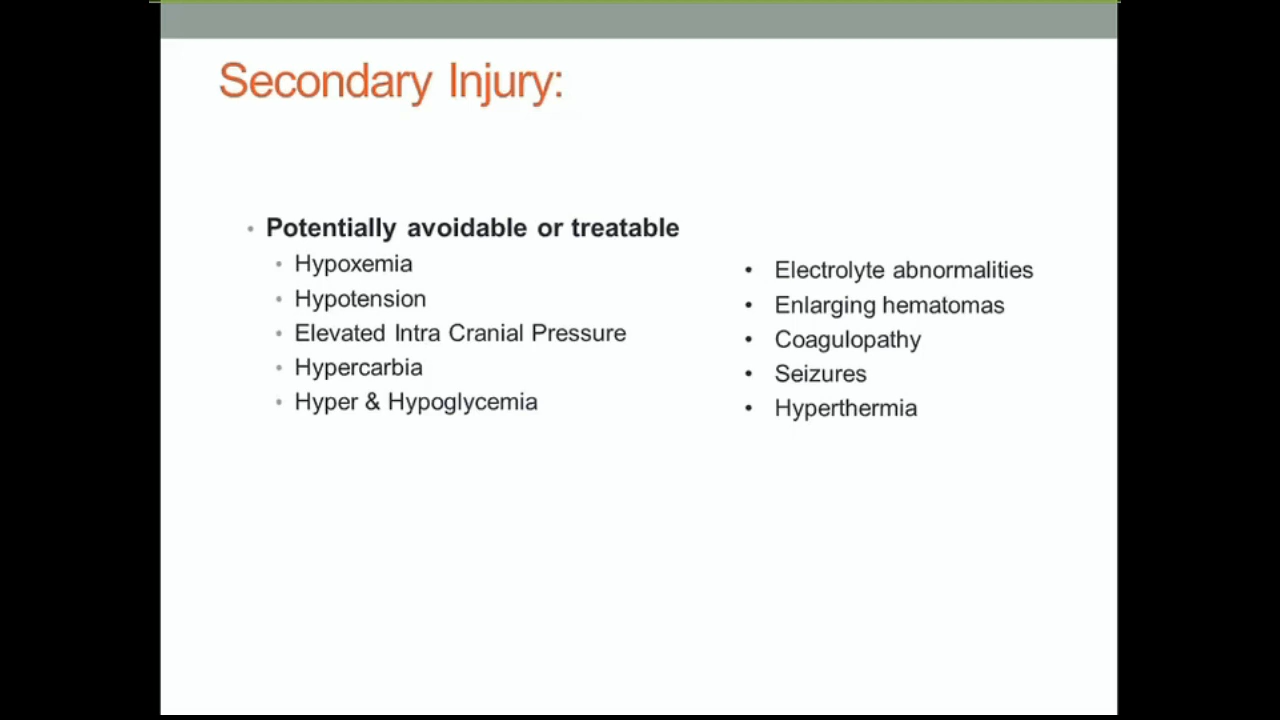 Secondary Injury:
• Potentially avoidable or treatable
• Hypoxemia
• Hypotension
• Elevated Intra Cranial Pressure
• Hypercarbia
• Hyper & Hypoglycemia
• Electrolyte abnormalities
• Enlarging hematomas
• Coagulopathy
• Seizures
• Hyperthermia